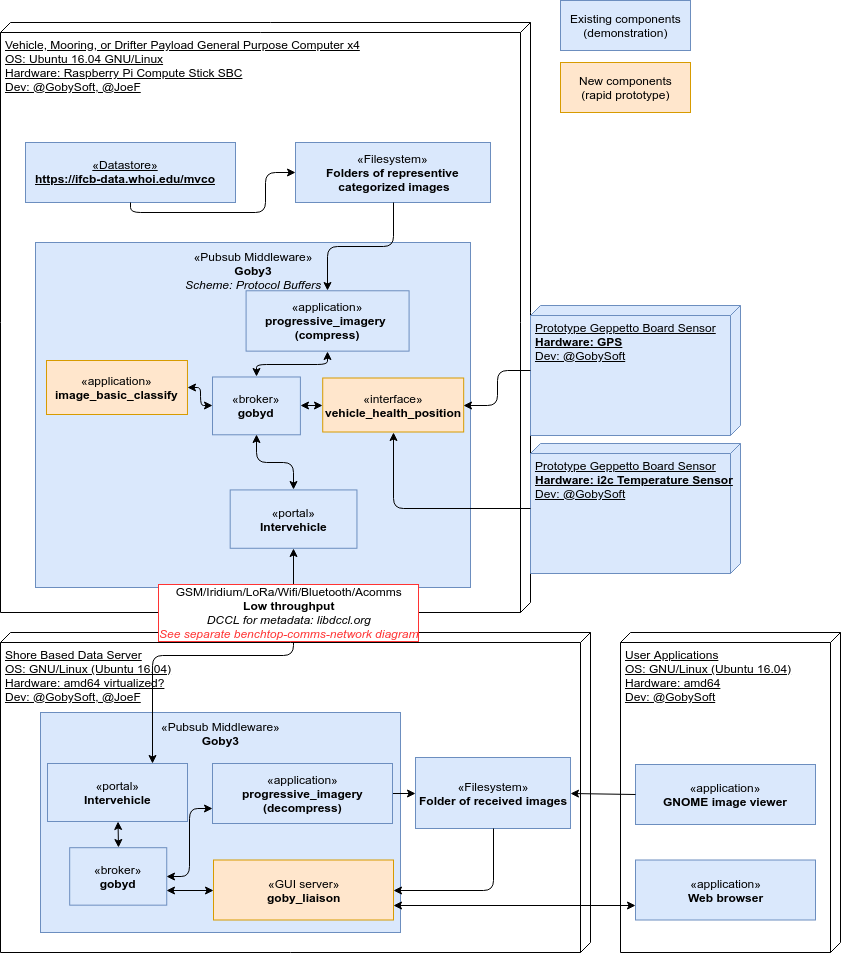 Existing components
(demonstration)
New components
(rapid prototype)
Vehicle, Mooring, or Drifter Payload General Purpose Computer x4
OS: Ubuntu 16.04 GNU/Linux
Hardware: Raspberry Pi Compute Stick SBC
Dev: @GobySoft, @JoeF
«Datastore»
https://ifcb-data.whoi.edu/mvco
«Filesystem»
Folders of representive
categorized images
«Pubsub Middleware»
Goby3
Scheme: Protocol Buffers
«application»
progressive_imagery
(compress)
«application»
image_basic_classify
«broker»
gobyd
«interface»
vehicle_health_position
«portal»
Intervehicle
Prototype Geppetto Board Sensor
Hardware: GPS
Dev: @GobySoft
Prototype Geppetto Board Sensor
Hardware: i2c Temperature Sensor
Dev: @GobySoft
GSM/Iridium/LoRa/Wifi/Bluetooth/Acomms
Low throughput
DCCL for metadata: libdccl.org
See separate benchtop-comms-network diagram
Shore Based Data Server
OS: GNU/Linux (Ubuntu 16.04)
Hardware: amd64 virtualized?
Dev: @GobySoft, @JoeF
«Pubsub Middleware»
Goby3
«portal»
Intervehicle
«application»
progressive_imagery
(decompress)
«Filesystem»
Folder of received images
«broker»
gobyd
«GUI server»
goby_liaison
User Applications
OS: GNU/Linux (Ubuntu 16.04)
Hardware: amd64
Dev: @GobySoft
«application»
GNOME image viewer
«application»
Web browser